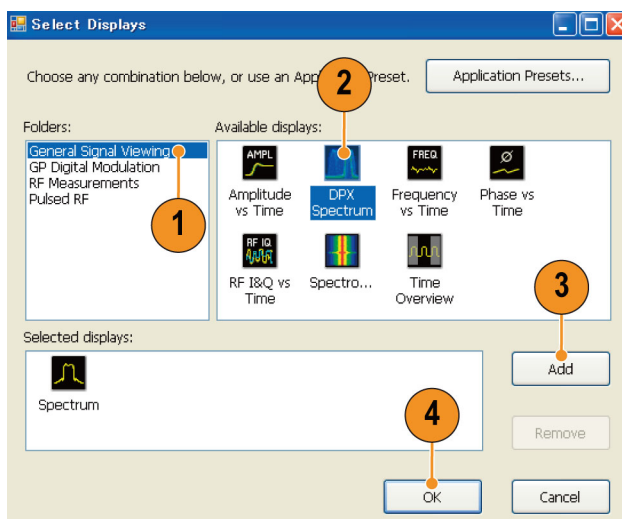 Select Displays
Choose any combination below, or use an App Preset.
Application Presets...
2
Folders:
Available displays:
General Signal Viewing
GP Digital Modulation
RF Measurements
Pulsed RF
1
AMPL
Amplitude
vs Time
DPX
Spectrum
FREQ
Frequency
vs Time
Ø
Phase vs
Time
RF IQ
RF I&Q vs
Time
Spectro...
Time
Overview
3
Selected displays:
Spectrum
Add
4
Remove
OK
Cancel